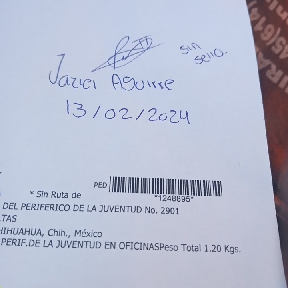 sin
sello.
Javier Aguirre
13/02/2024
PED
* Sin Ruta de
*1248695*
DEL PERIFERICO DE LA JUVENTUD No. 2901
TAS
HIHUAHUA, Chih., México
PERIF.DE LA JUVENTUD EN OFICINASPeso Total 1.20 Kgs.